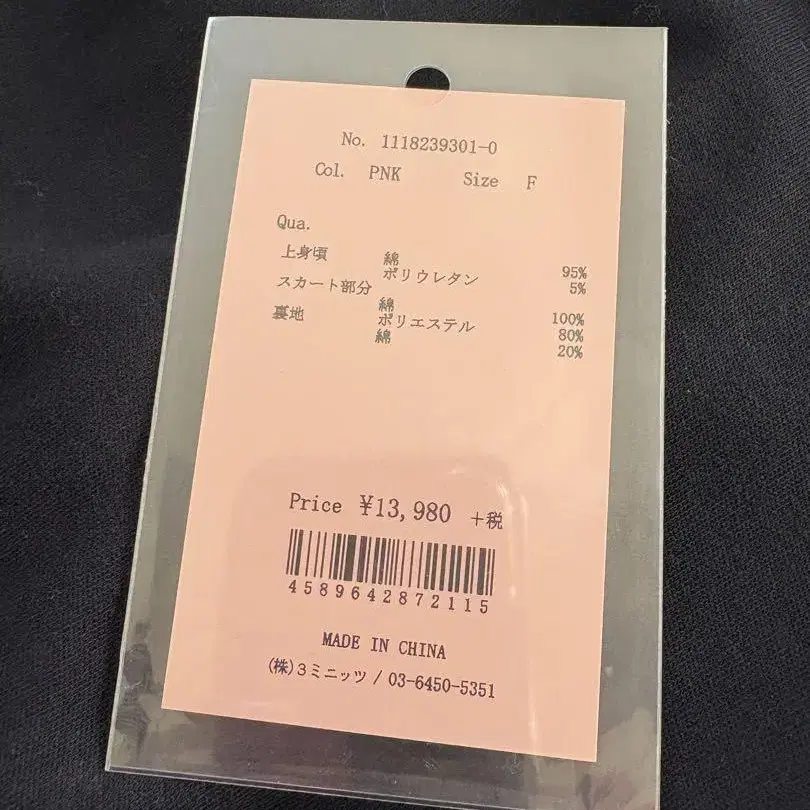 No. 1118239301-0
Col. PNK Size F
Qua.
上身頃 綿 95%
ポリウレタン 5%
スカート部分
綿 100%
裏地 ポリエステル 80%
綿 20%
Price ¥13,980 +税
4589642872115
MADE IN CHINA
(株)3ミニッツ / 03-6450-5351